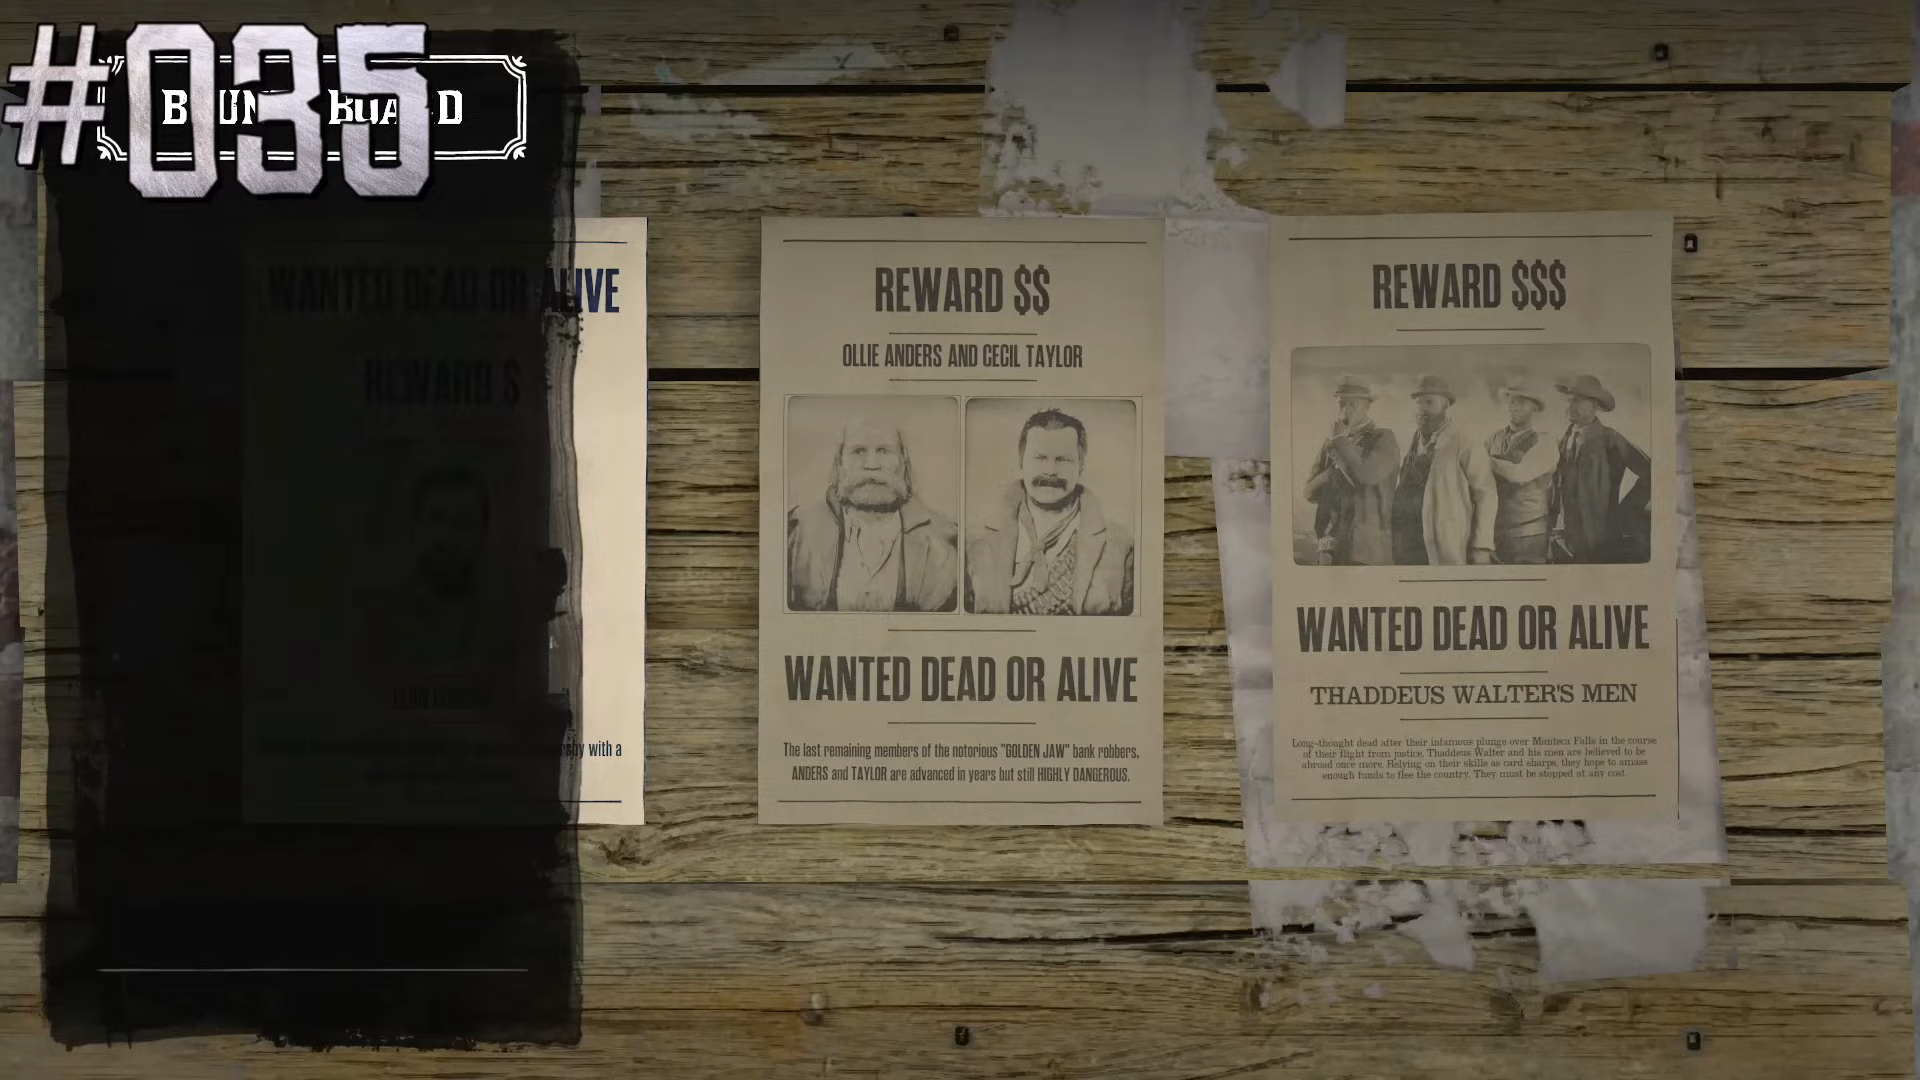 #035
WANTED DEAD OR ALIVE
REWARD $
by with a
REWARD $$
OLLIE ANDERS AND CECIL TAYLOR
WANTED DEAD OR ALIVE
The last remaining members of the notorious "GOLDEN JAW" bank robbers,
ANDERS and TAYLOR are advanced in years but still HIGHLY DANGEROUS.
REWARD $$$
WANTED DEAD OR ALIVE
THADDEUS WALTER'S MEN
Long-thought dead after their infamous plunge over Manteca Falls in the course
of their flight from justice, Thaddeus Walter and his men are believed to be
abroad once more. Relying on their skills as card sharps, they hope to amass
enough funds to flee the country. They must be stopped at any cost.